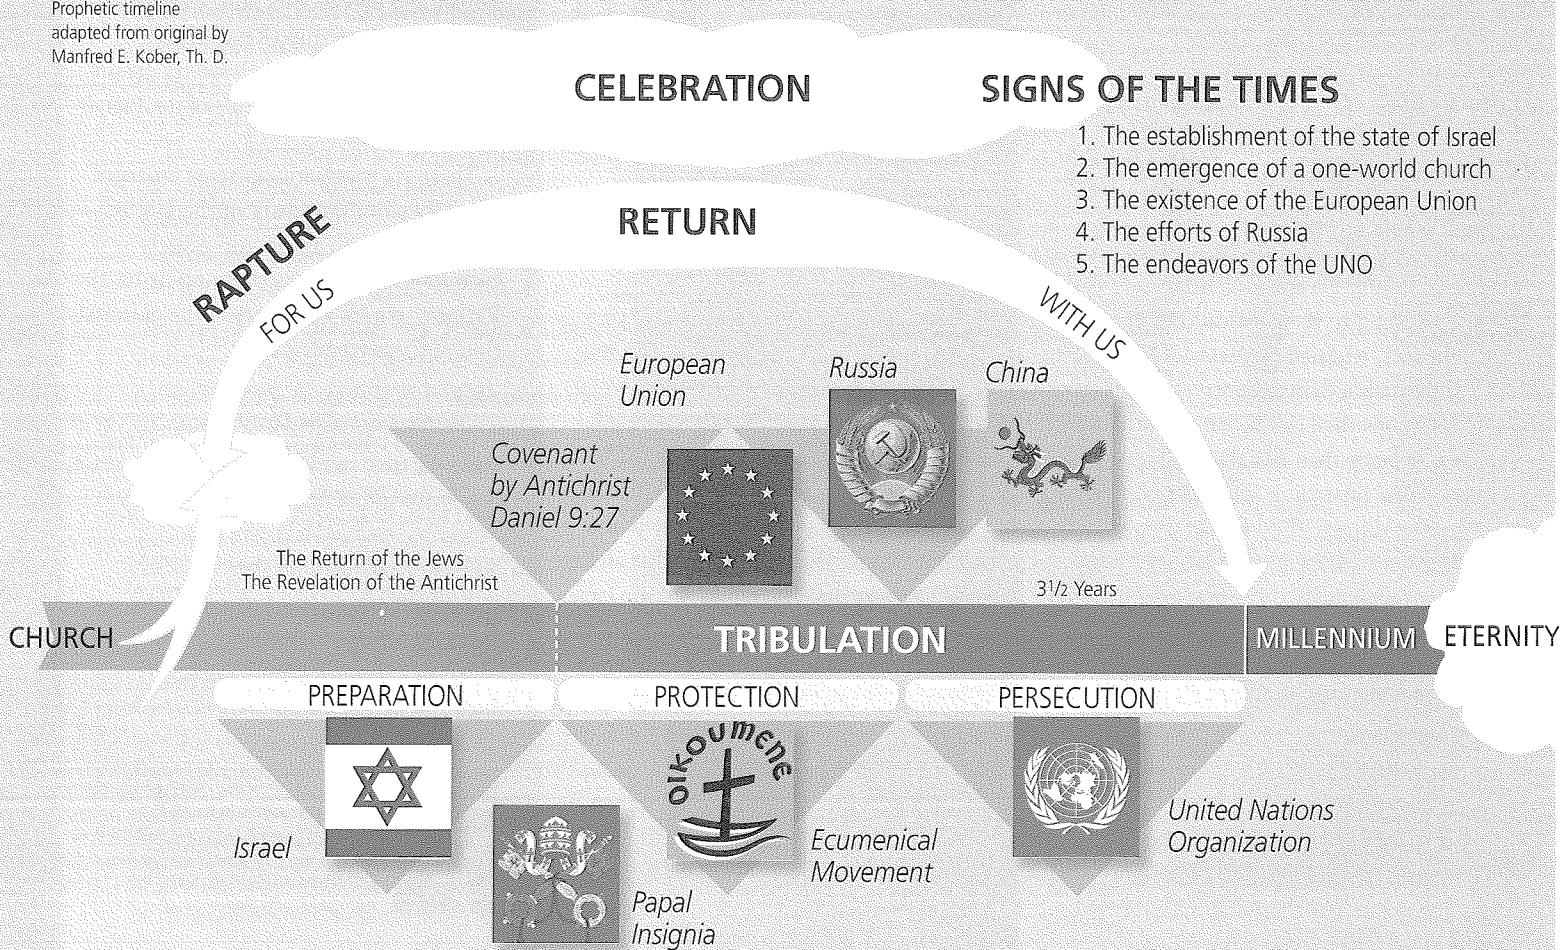 Prophetic timeline
adapted from original by
Manfred E. Kober, Th. D.
CELEBRATION
SIGNS OF THE TIMES
1. The establishment of the state of Israel
2. The emergence of a one-world church
3. The existence of the European Union
4. The efforts of Russia
5. The endeavors of the UNO
RETURN
RAPTURE
FOR US
WITH US
European
Union
Russia
China
Covenant
by Antichrist
Daniel 9:27
The Return of the Jews
The Revelation of the Antichrist
3 1/2 Years
CHURCH
TRIBULATION
MILLENNIUM
ETERNITY
PREPARATION
PROTECTION
PERSECUTION
OIKOUMENE
Israel
Ecumenical
Movement
United Nations
Organization
Papal
Insignia